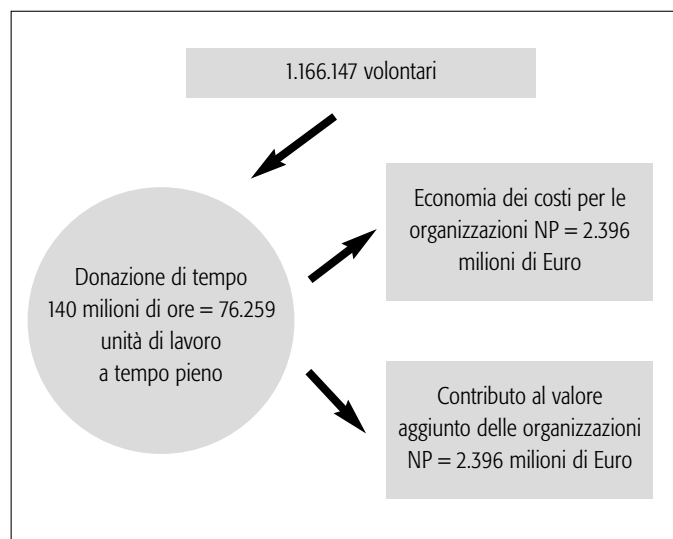 1.166.147 volontari
Donazione di tempo
140 milioni di ore = 76.259
unità di lavoro
a tempo pieno
Economia dei costi per le
organizzazioni NP = 2.396
milioni di Euro
Contributo al valore
aggiunto delle organizzazioni
NP = 2.396 milioni di Euro